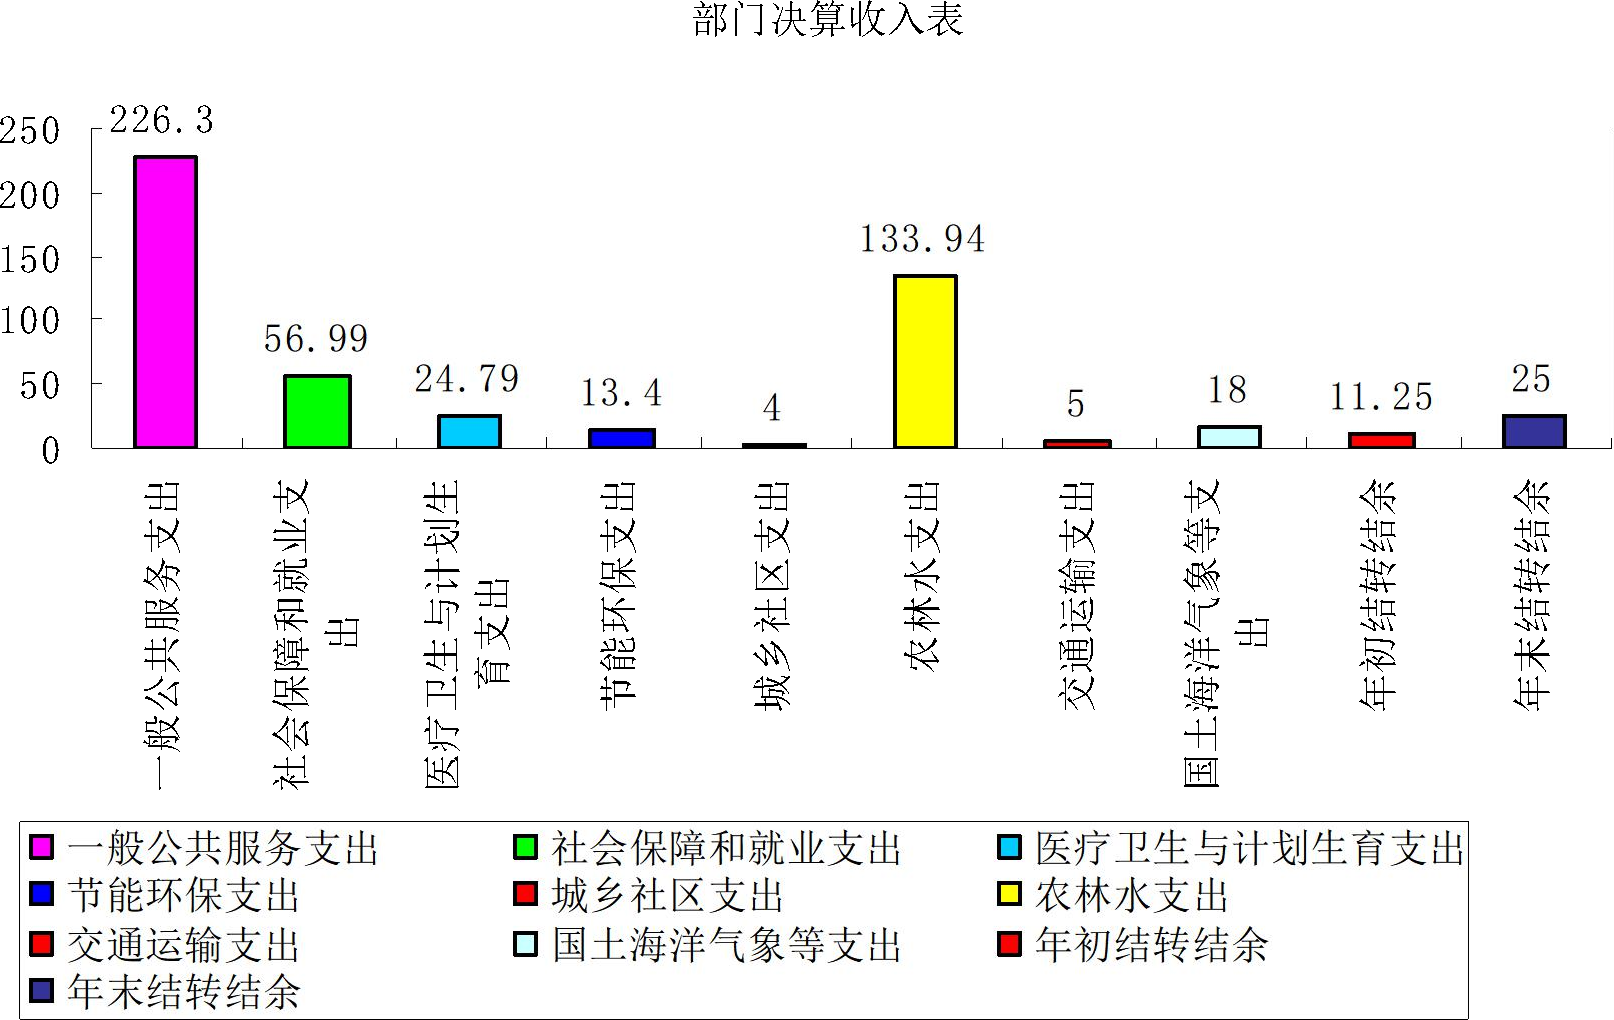 部门决算收入表
250
200
150
100
50
0
226.3
56.99
24.79
13.4
4
133.94
5
18
11.25
25
一般公共服务支出
社会保障和就业支
出
医疗卫生与计划生
育支出
节能环保支出
城乡社区支出
农林水支出
交通运输支出
国土海洋气象等支
出
年初结转结余
年末结转结余
一般公共服务支出
社会保障和就业支出
医疗卫生与计划生育支出
节能环保支出
城乡社区支出
农林水支出
交通运输支出
国土海洋气象等支出
年初结转结余
年末结转结余